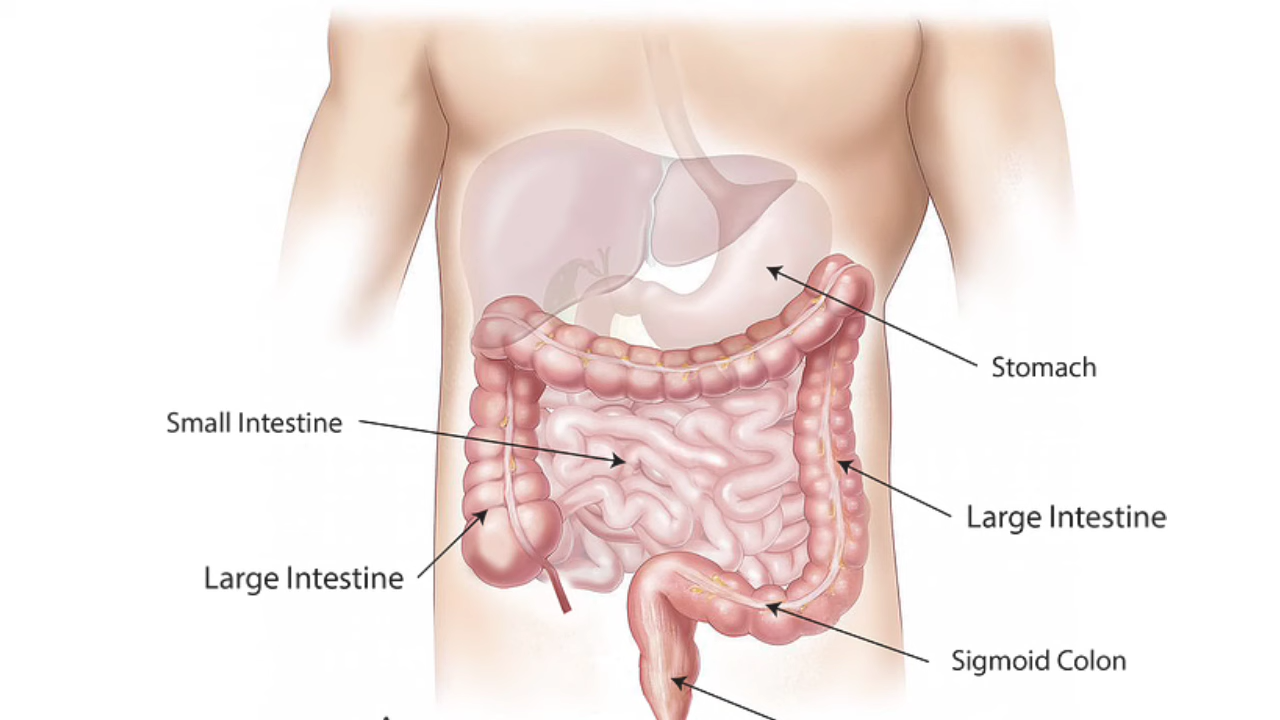 Stomach
Small Intestine
Large Intestine
Large Intestine
Sigmoid Colon